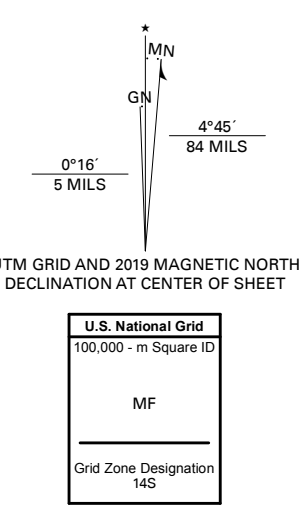 MN
GN
4°45´
84 MILS
0°16´
5 MILS
UTM GRID AND 2019 MAGNETIC NORTH
DECLINATION AT CENTER OF SHEET
U.S. National Grid
100,000 - m Square ID
MF
Grid Zone Designation
14S